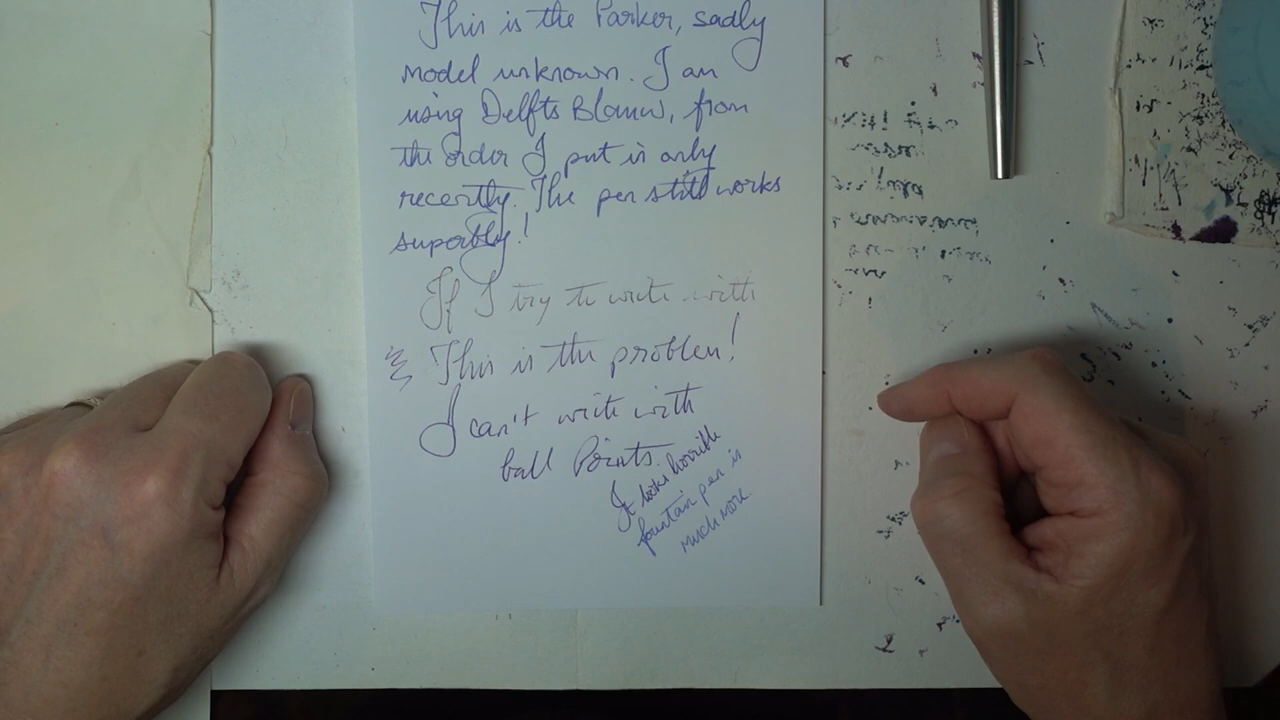 This is the Parker, sadly
model unknown. I am
using Delfts Blauw, from
the order I put in only
recently. The pen still works
superbly!
If I try to write with
This is the problem!
I can't write with
ball Points.
It looks horrible
fountain pen is
much more.